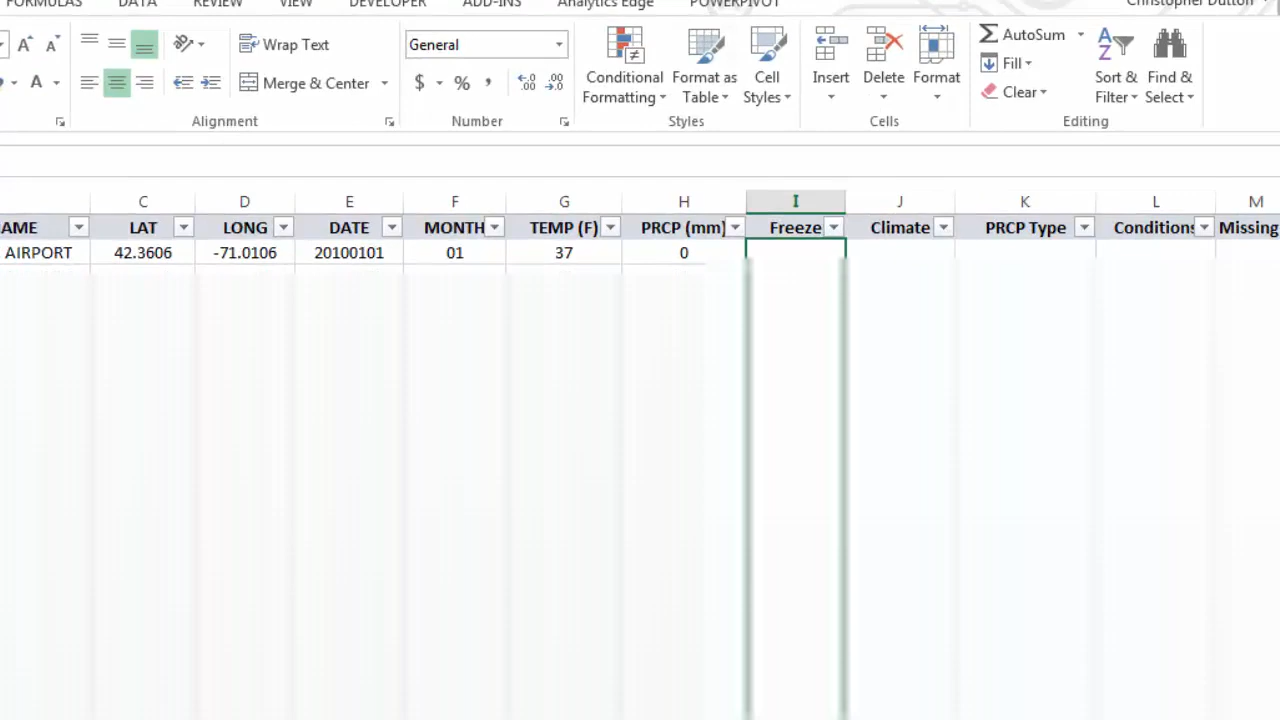 FORMULAS DATA REVIEW VIEW DEVELOPER ADD-INS Analytics Edge POWERPIVOT Christopher Dutton
A A Wrap Text General Conditional Formatting Format as Table Cell Styles Insert Delete Format AutoSum Fill Clear Sort & Filter Find & Select
A Merge & Center $ % , .00 .00
Alignment Number Styles Cells Editing
C D E F G H I J K L M
AME LAT LONG DATE MONTH TEMP (F) PRCP (mm) Freeze Climate PRCP Type Conditions Missing
AIRPORT 42.3606 -71.0106 20100101 01 37 0